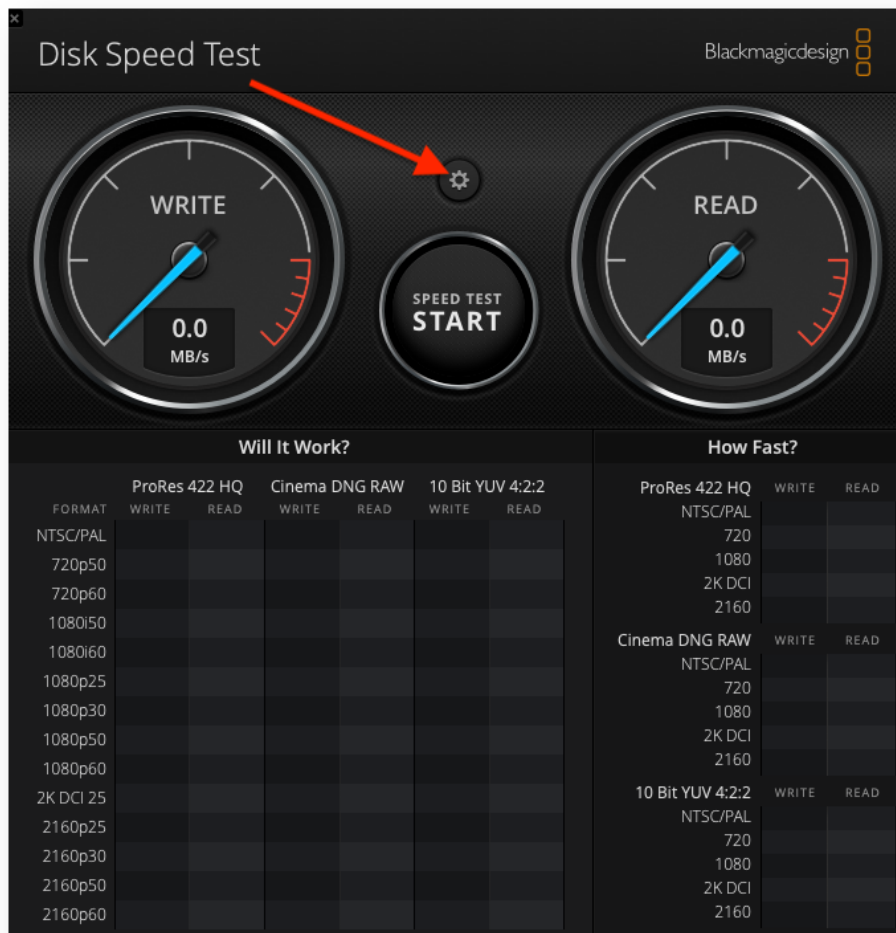 Disk Speed Test
Blackmagicdesign
WRITE
0.0
MB/s
SPEED TEST
START
READ
0.0
MB/s
Will It Work?
ProRes 422 HQ Cinema DNG RAW 10 Bit YUV 4:2:2
FORMAT WRITE READ WRITE READ WRITE READ
NTSC/PAL
720p50
720p60
1080i50
1080i60
1080p25
1080p30
1080p50
1080p60
2K DCI 25
2160p25
2160p30
2160p50
2160p60
How Fast?
ProRes 422 HQ WRITE READ
NTSC/PAL
720
1080
2K DCI
2160
Cinema DNG RAW WRITE READ
NTSC/PAL
720
1080
2K DCI
2160
10 Bit YUV 4:2:2 WRITE READ
NTSC/PAL
720
1080
2K DCI
2160